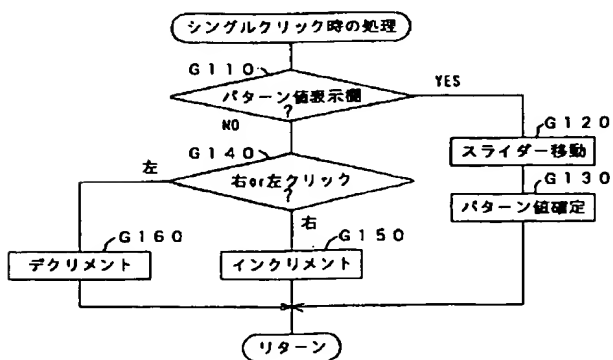 シングルクリック時の処理
G110
パターン値表示欄
?
YES
NO
G120
スライダー移動
G130
パターン値確定
G140
右or左クリック
?
左
右
G160
デクリメント
G150
インクリメント
リターン